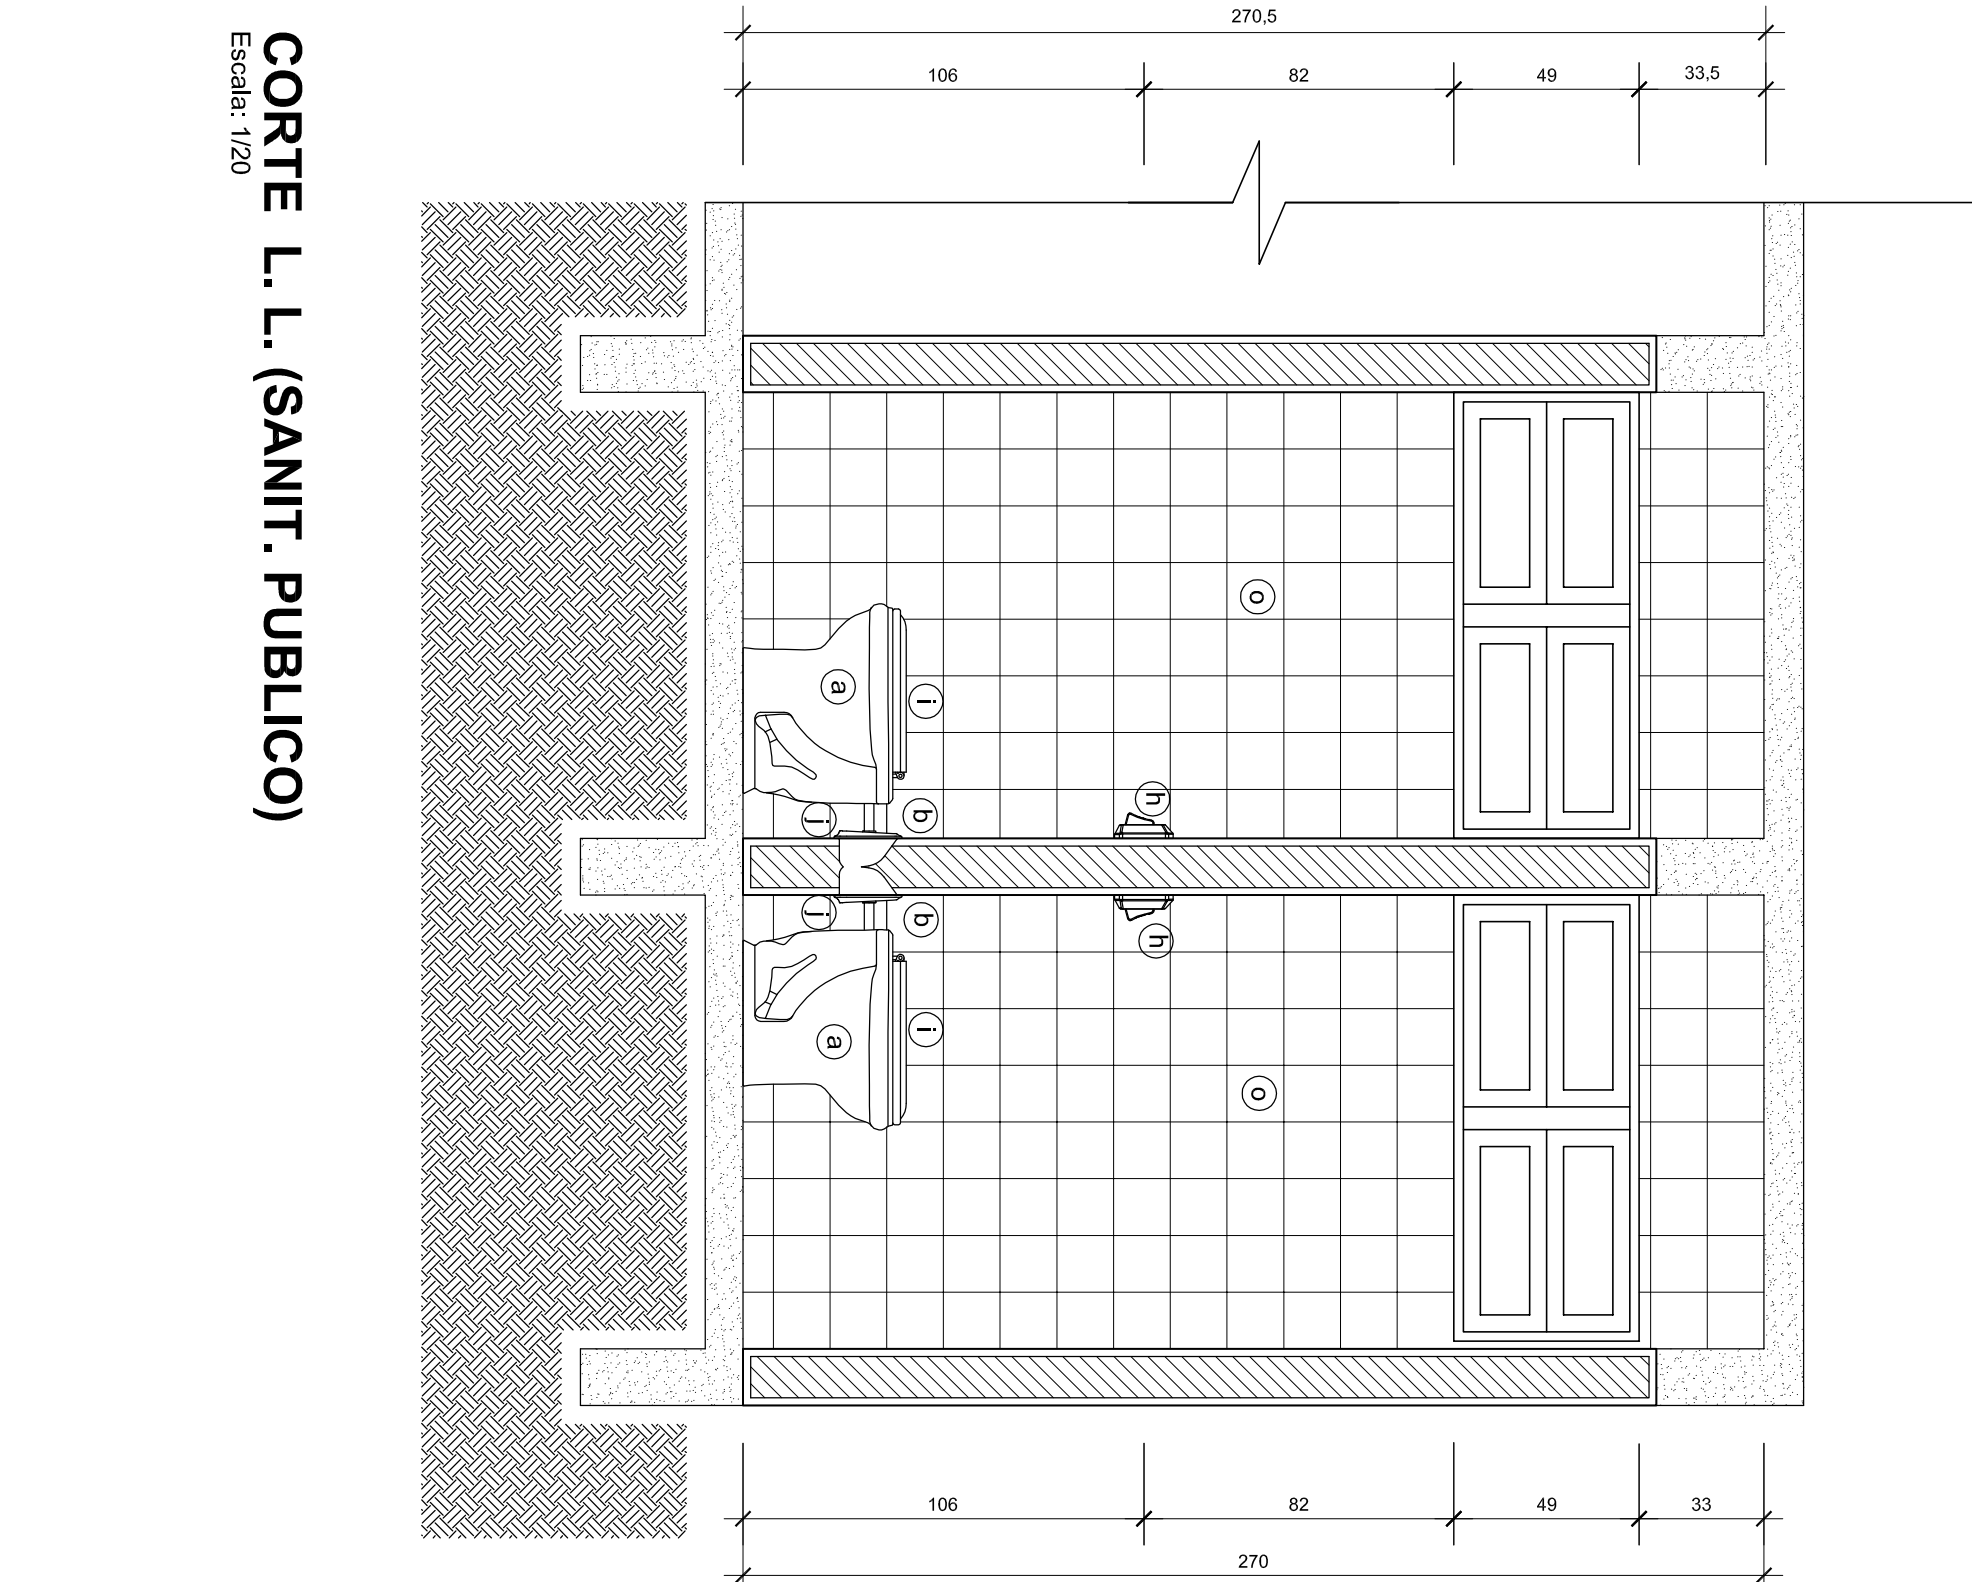 CORTE L. L. (SANIT. PUBLICO)
Escala: 1/20
270,5
106
82
49
33,5
o
a
i
h
b
j
j
b
h
i
a
o
106
82
49
33
270